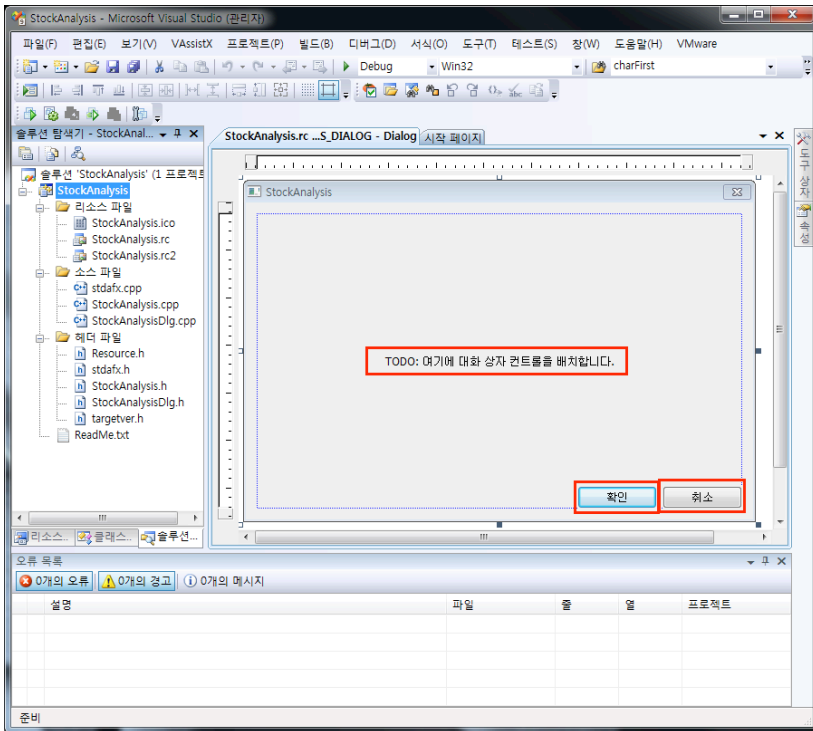 StockAnalysis - Microsoft Visual Studio (관리자)
파일(F) 편집(E) 보기(V) VAssistX 프로젝트(P) 빌드(B) 디버그(D) 서식(O) 도구(T) 테스트(S) 창(W) 도움말(H) VMware
Debug Win32 charFirst
솔루션 탐색기 - StockAnal...
StockAnalysis.rc ...S_DIALOG - Dialog 시작 페이지
도구 상자
속성
솔루션 'StockAnalysis' (1 프로젝트
StockAnalysis
리소스 파일
StockAnalysis.ico
StockAnalysis.rc
StockAnalysis.rc2
소스 파일
stdafx.cpp
StockAnalysis.cpp
StockAnalysisDlg.cpp
헤더 파일
Resource.h
stdafx.h
StockAnalysis.h
StockAnalysisDlg.h
targetver.h
ReadMe.txt
StockAnalysis
TODO: 여기에 대화 상자 컨트롤을 배치합니다.
확인 취소
리소스.. 클래스.. 솔루션...
오류 목록
0개의 오류 0개의 경고 0개의 메시지
설명 파일 줄 열 프로젝트
준비